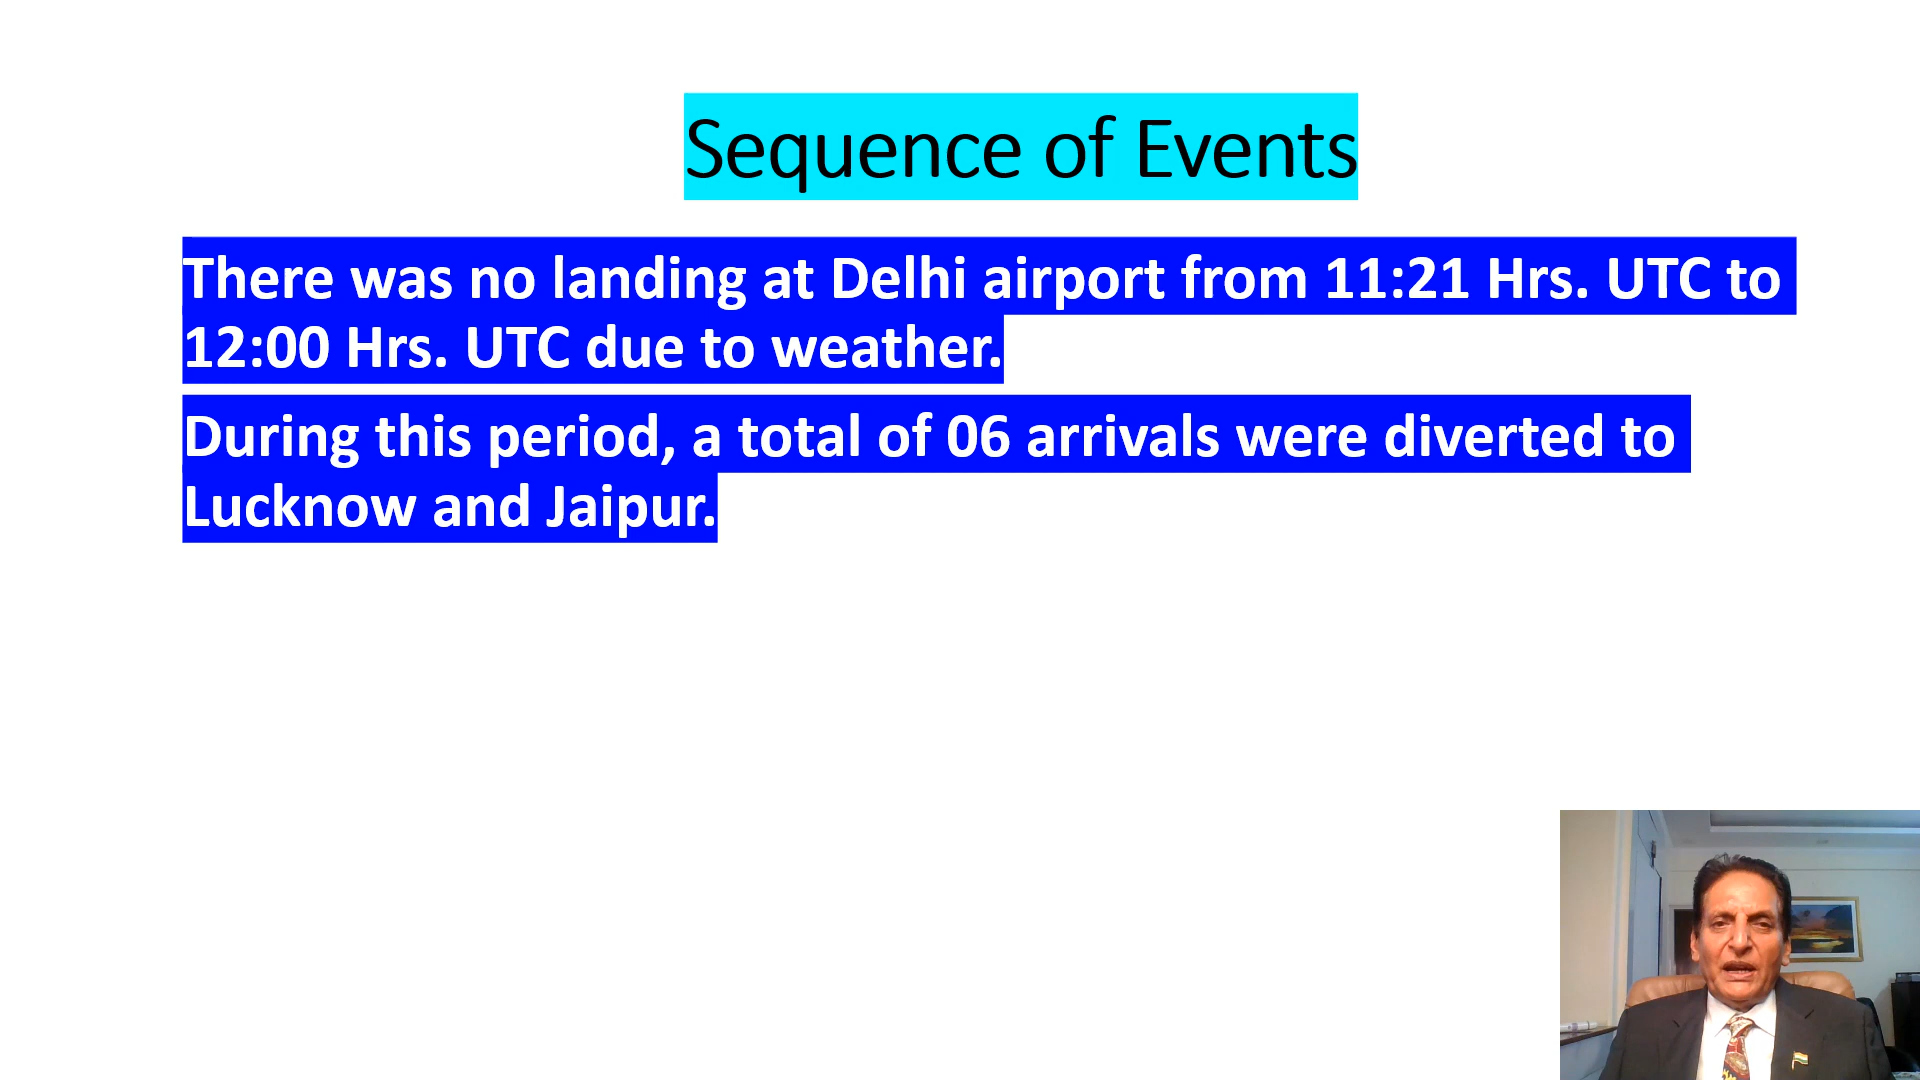 Sequence of Events
There was no landing at Delhi airport from 11:21 Hrs. UTC to
12:00 Hrs. UTC due to weather.
During this period, a total of 06 arrivals were diverted to
Lucknow and Jaipur.